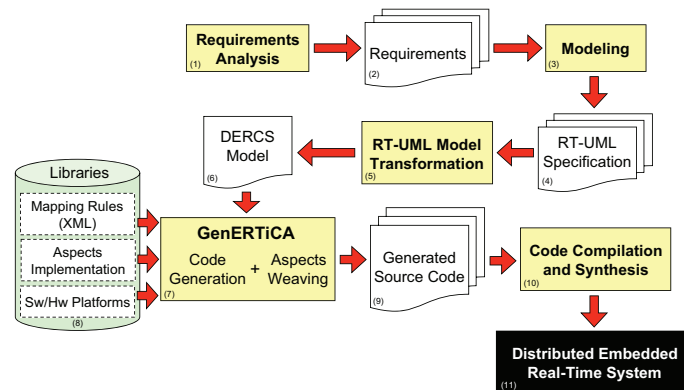 Requirements
Analysis
(1)
Requirements
(2)
Modeling
(3)
RT-UML
Specification
(4)
RT-UML Model
Transformation
(5)
DERCS
Model
(6)
Libraries
Mapping Rules
(XML)
Aspects
Implementation
Sw/Hw Platforms
(8)
GenERTiCA
Code
Generation
+
Aspects
Weaving
(7)
Generated
Source Code
(9)
Code Compilation
and Synthesis
(10)
Distributed Embedded
Real-Time System
(11)